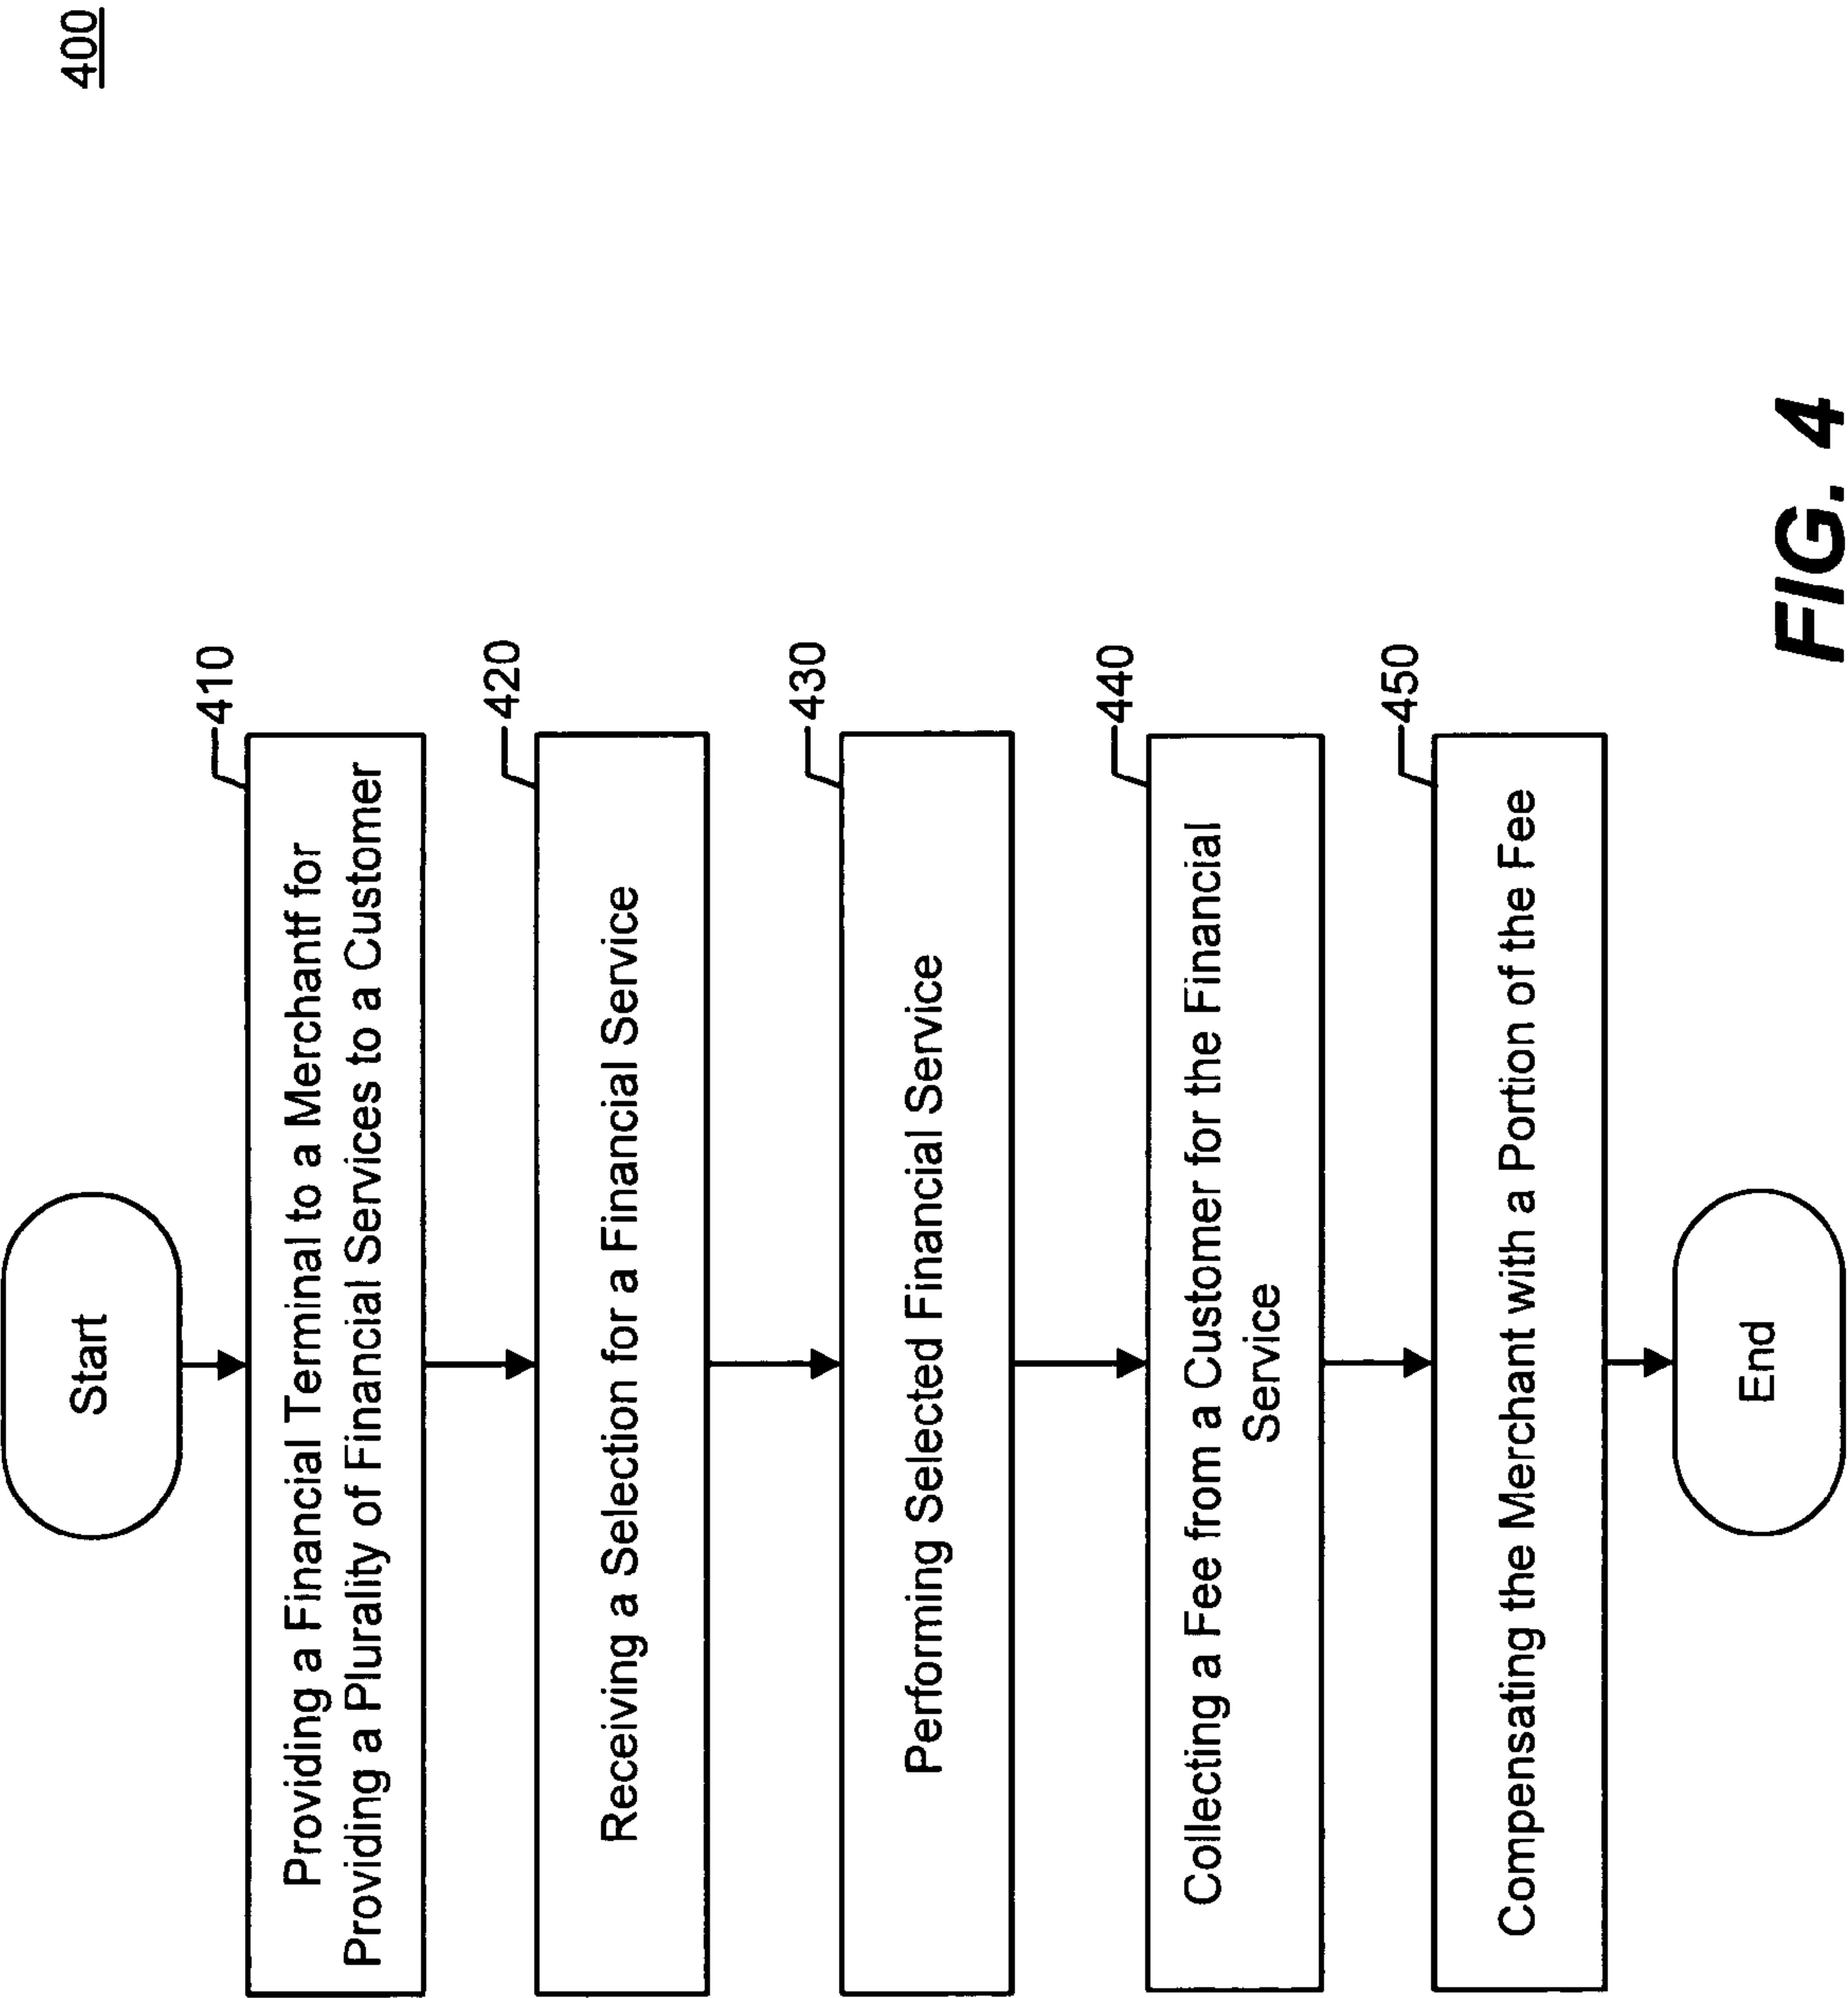 400
Start
410
Providing a Financial Terminal to a Merchantf for
Providing a Plurality of Financial Services to a Customer
420
Receiving a Selection for a Financial Service
430
Performing Selected Financial Service
440
Collecting a Fee from a Customer for the Financial
Service
450
Compensating the Merchant with a Portion of the Fee
End
FIG. 4